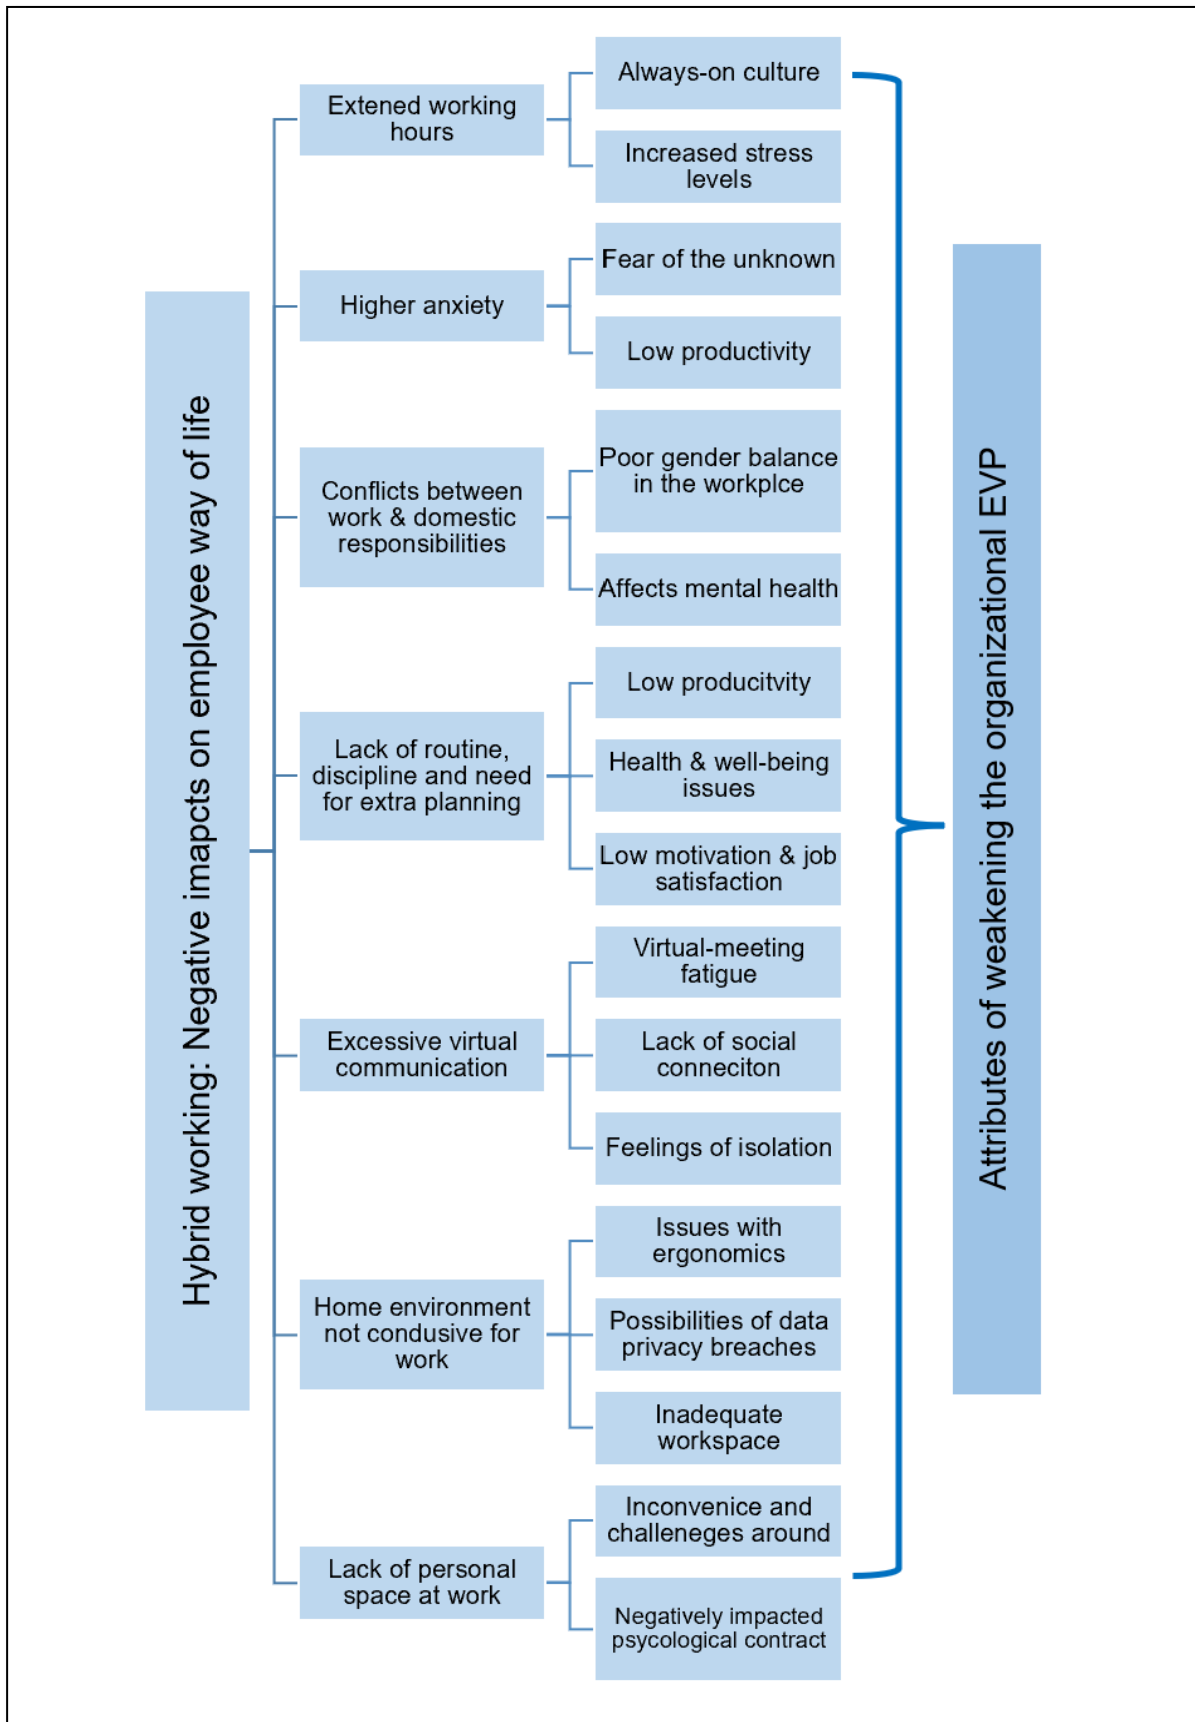 Hybrid working: Negative imapcts on employee way of life
Extened working
hours
Always-on culture
Increased stress
levels
Higher anxiety
Fear of the unknown
Low productivity
Conflicts between
work & domestic
responsibilities
Poor gender balance
in the workplce
Affects mental health
Lack of routine,
discipline and need
for extra planning
Low producitvity
Health & well-being
issues
Low motivation & job
satisfaction
Excessive virtual
communication
Virtual-meeting
fatigue
Lack of social
conneciton
Feelings of isolation
Home environment
not condusive for
work
Issues with
ergonomics
Possibilities of data
privacy breaches
Inadequate
workspace
Lack of personal
space at work
Inconvenice and
challeneges around
Negatively impacted
psycological contract
Attributes of weakening the organizational EVP